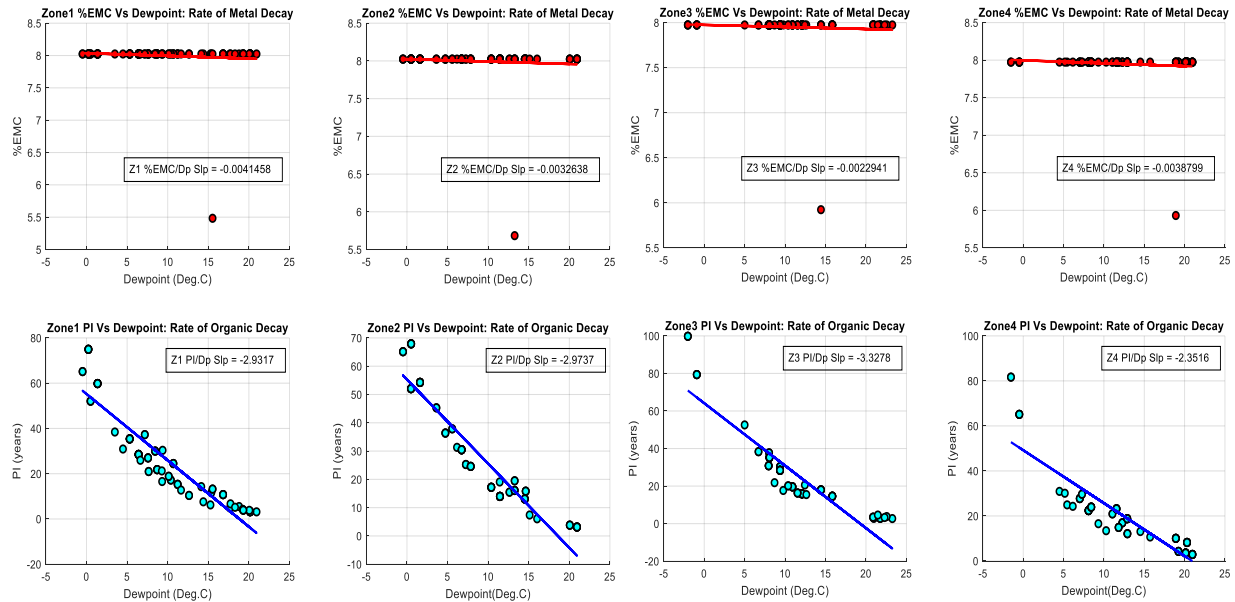 Zone1 %EMC Vs Dewpoint: Rate of Metal Decay
8.5
8
7.5
7
6.5
6
5.5
5
%EMC
Z1 %EMC/Dp Slp = -0.0041458
-5 0 5 10 15 20 25
Dewpoint (Deg.C)
Zone2 %EMC Vs Dewpoint: Rate of Metal Decay
8.5
8
7.5
7
6.5
6
5.5
%EMC
Z2 %EMC/Dp Slp = -0.0032638
-5 0 5 10 15 20 25
Dewpoint (Deg.C)
Zone3 %EMC Vs Dewpoint: Rate of Metal Decay
8
7.5
7
6.5
6
5.5
%EMC
Z3 %EMC/Dp Slp = -0.0022941
-5 0 5 10 15 20 25
Dewpoint (Deg.C)
Zone4 %EMC Vs Dewpoint: Rate of Metal Decay
8.5
8
7.5
7
6.5
6
5.5
%EMC
Z4 %EMC/Dp Slp = -0.0038799
-5 0 5 10 15 20 25
Dewpoint (Deg.C)
Zone1 PI Vs Dewpoint: Rate of Organic Decay
80
60
40
20
0
-20
PI (years)
Z1 PI/Dp Slp = -2.9317
-5 0 5 10 15 20 25
Dewpoint (Deg.C)
Zone2 PI Vs Dewpoint: Rate of Organic Decay
70
60
50
40
30
20
10
0
-10
PI (years)
Z2 PI/Dp Slp = -2.9737
-5 0 5 10 15 20 25
Dewpoint(Deg.C)
Zone3 PI Vs Dewpoint: Rate of Organic Decay
100
80
60
40
20
0
-20
PI (years)
Z3 PI/Dp Slp = -3.3278
-5 0 5 10 15 20 25
Dewpoint (Deg.C)
Zone4 PI Vs Dewpoint: Rate of Organic Decay
100
80
60
40
20
0
PI (years)
Z4 PI/Dp Slp = -2.3516
-5 0 5 10 15 20 25
Dewpoint(Deg.C)